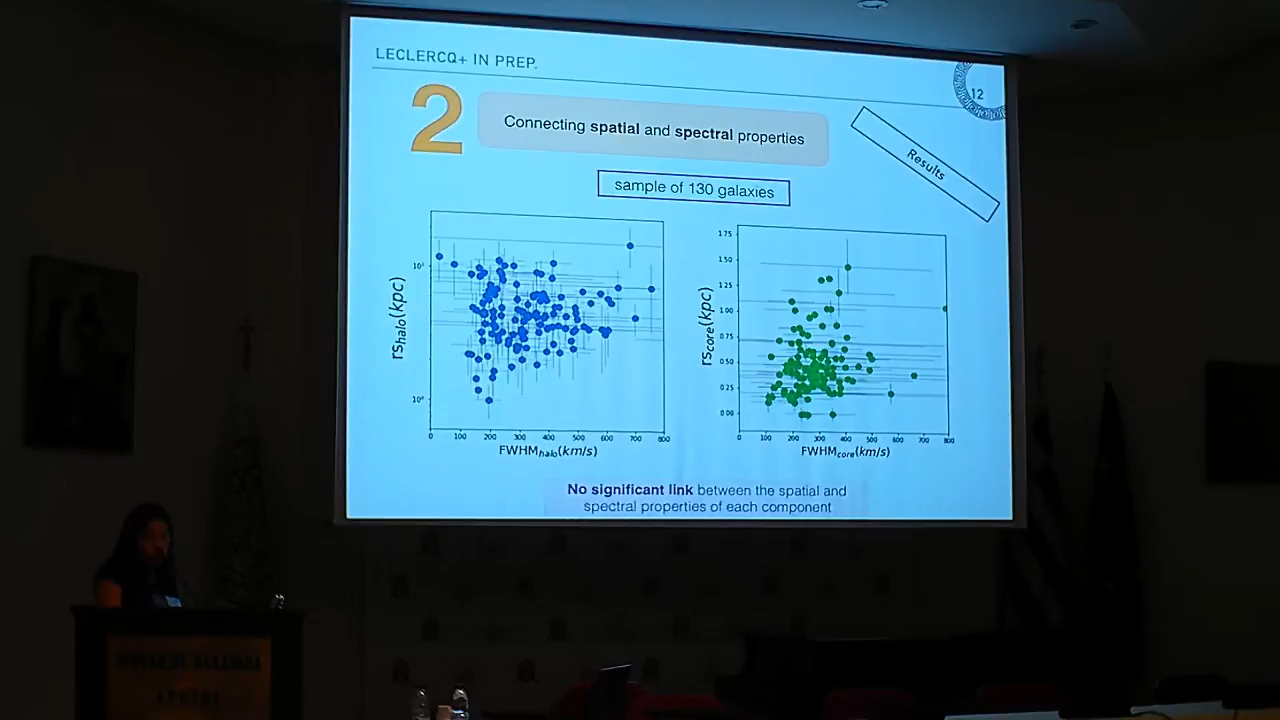 LECLERCQ+ IN PREP.
12
2
Connecting spatial and spectral properties
Results
sample of 130 galaxies
rs_halo(kpc)
10¹
10⁰
0 100 200 300 400 500 600 700 800
FWHM_halo(km/s)
rs_core(kpc)
1.75
1.50
1.25
1.00
0.75
0.50
0.25
0.00
0 100 200 300 400 500 600 700 800
FWHM_core(km/s)
No significant link between the spatial and
spectral properties of each component